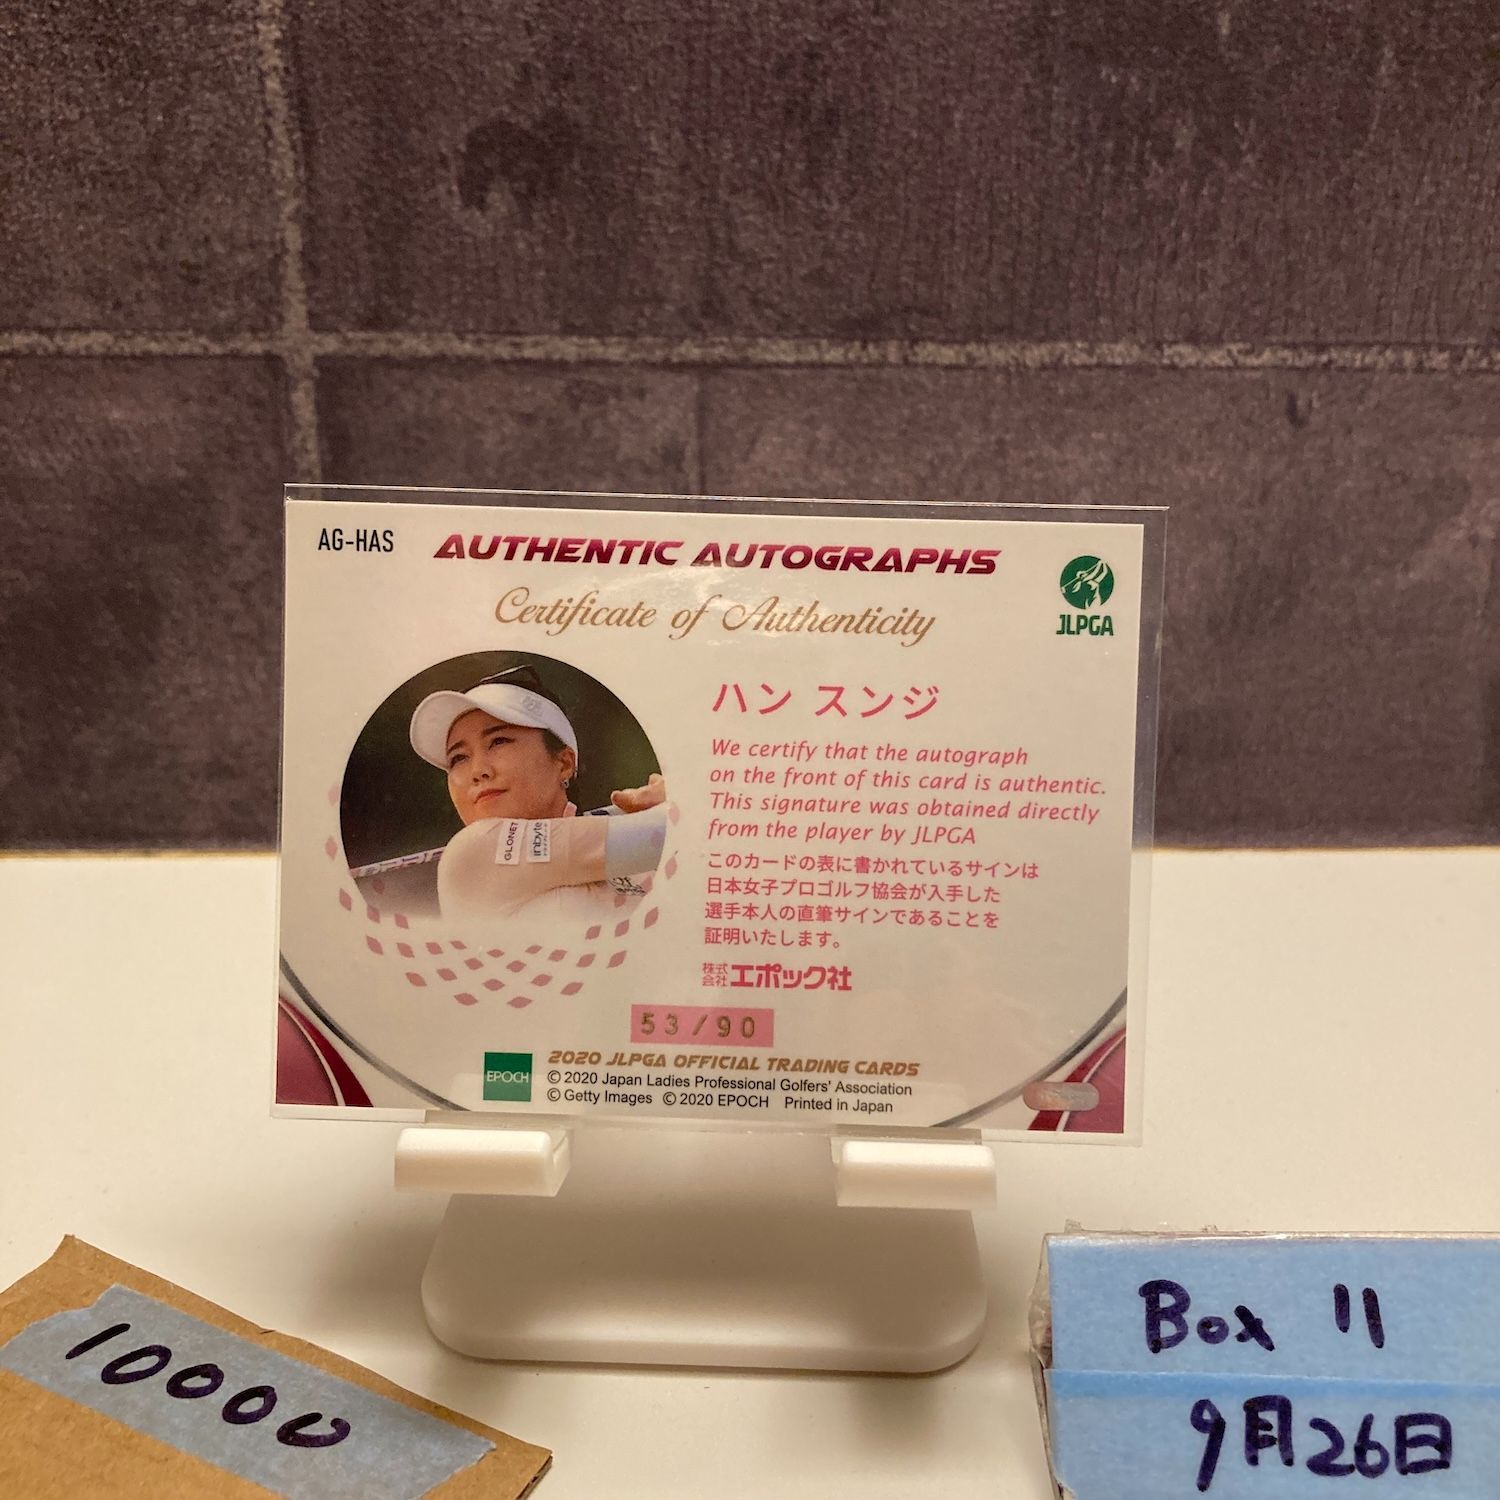 AG-HAS
AUTHENTIC AUTOGRAPHS
Certificate of Authenticity
JLPGA
ハン スンジ
We certify that the autograph
on the front of this card is authentic.
This signature was obtained directly
from the player by JLPGA
このカードの表に書かれているサインは
日本女子プロゴルフ協会が入手した
選手本人の直筆サインであることを
証明いたします。
株式会社エポック社
GLONET
inbyte
53/90
EPOCH
2020 JLPGA OFFICIAL TRADING CARDS
© 2020 Japan Ladies Professional Golfers' Association
© Getty Images © 2020 EPOCH Printed in Japan
10000
Box 11
9月26日